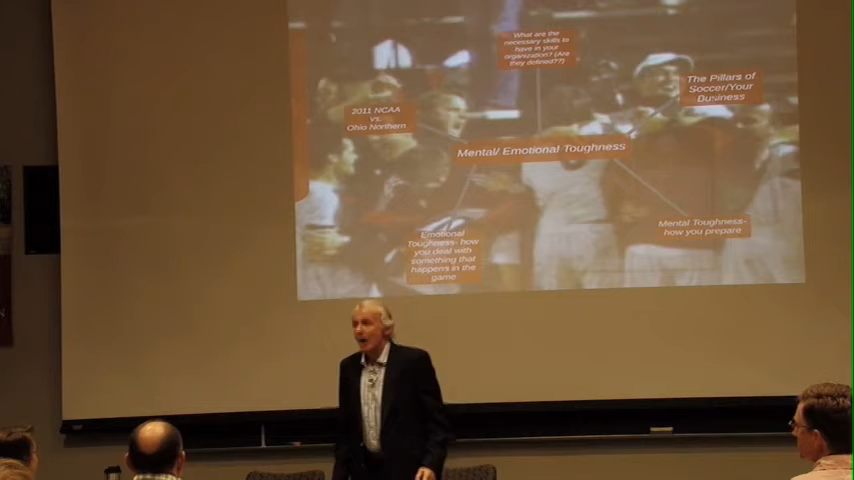 What are the
necessary skills to
have in your
organization? (Are
they defined??)
The Pillars of
Soccer/Your
Business
2011 NCAA
vs.
Ohio Northern
Mental/ Emotional Toughness
Mental Toughness-
how you prepare
Emotional
Toughness- how
you deal with
something that
happens in the
game